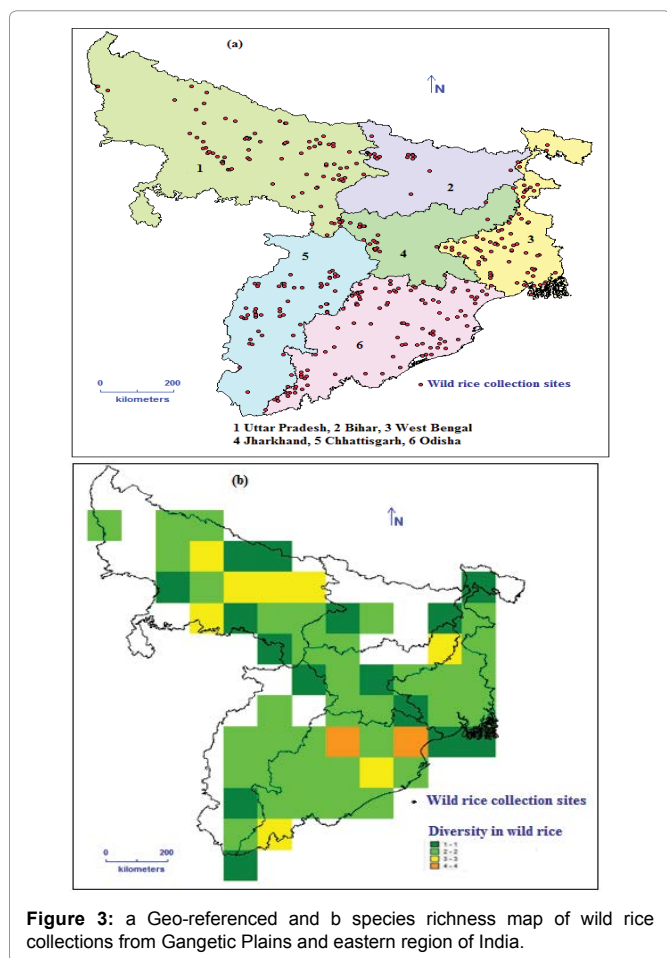 (a)
N
1
2
3
4
5
6
0 200
kilometers
Wild rice collection sites
1 Uttar Pradesh, 2 Bihar, 3 West Bengal
4 Jharkhand, 5 Chhattisgarh, 6 Odisha
(b)
N
Wild rice collection sites
Diversity in wild rice
1 - 1
2 - 2
3 - 3
4 - 4
0 200
kilometers
Figure 3: a Geo-referenced and b species richness map of wild rice
collections from Gangetic Plains and eastern region of India.